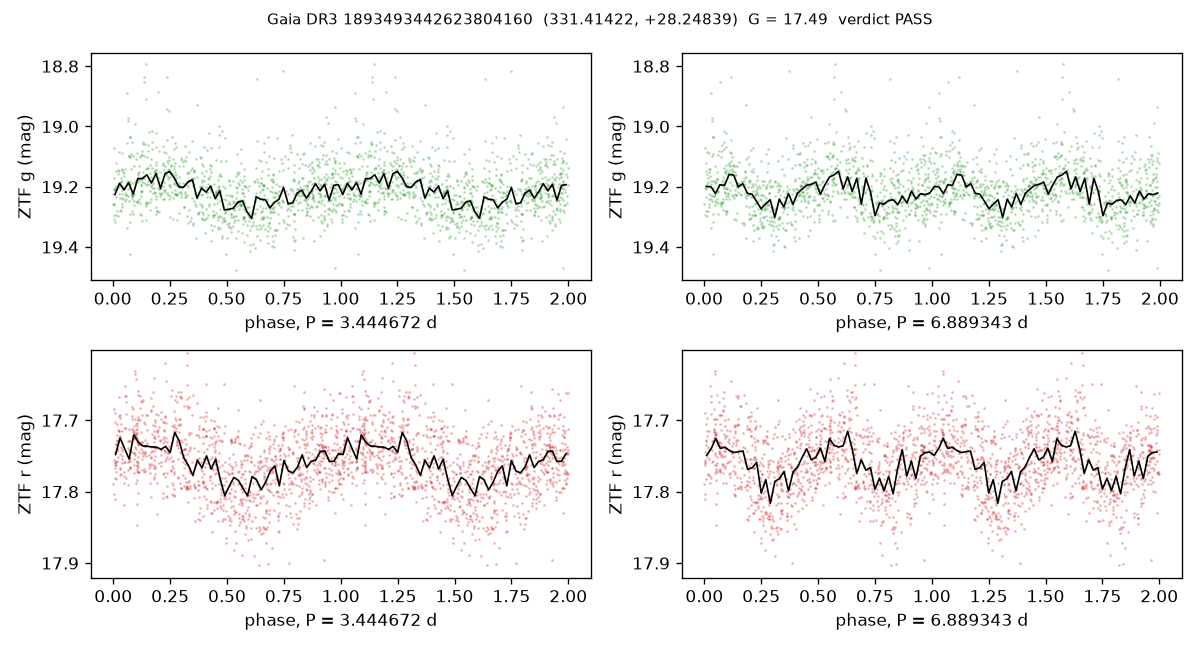 Gaia DR3 1893493442623804160 (331.41422, +28.24839) G = 17.49 verdict PASS
ZTF g (mag)
18.8
19.0
19.2
19.4
0.00 0.25 0.50 0.75 1.00 1.25 1.50 1.75 2.00
phase, P = 3.444672 d
ZTF g (mag)
18.8
19.0
19.2
19.4
0.00 0.25 0.50 0.75 1.00 1.25 1.50 1.75 2.00
phase, P = 6.889343 d
ZTF r (mag)
17.7
17.8
17.9
0.00 0.25 0.50 0.75 1.00 1.25 1.50 1.75 2.00
phase, P = 3.444672 d
ZTF r (mag)
17.7
17.8
17.9
0.00 0.25 0.50 0.75 1.00 1.25 1.50 1.75 2.00
phase, P = 6.889343 d